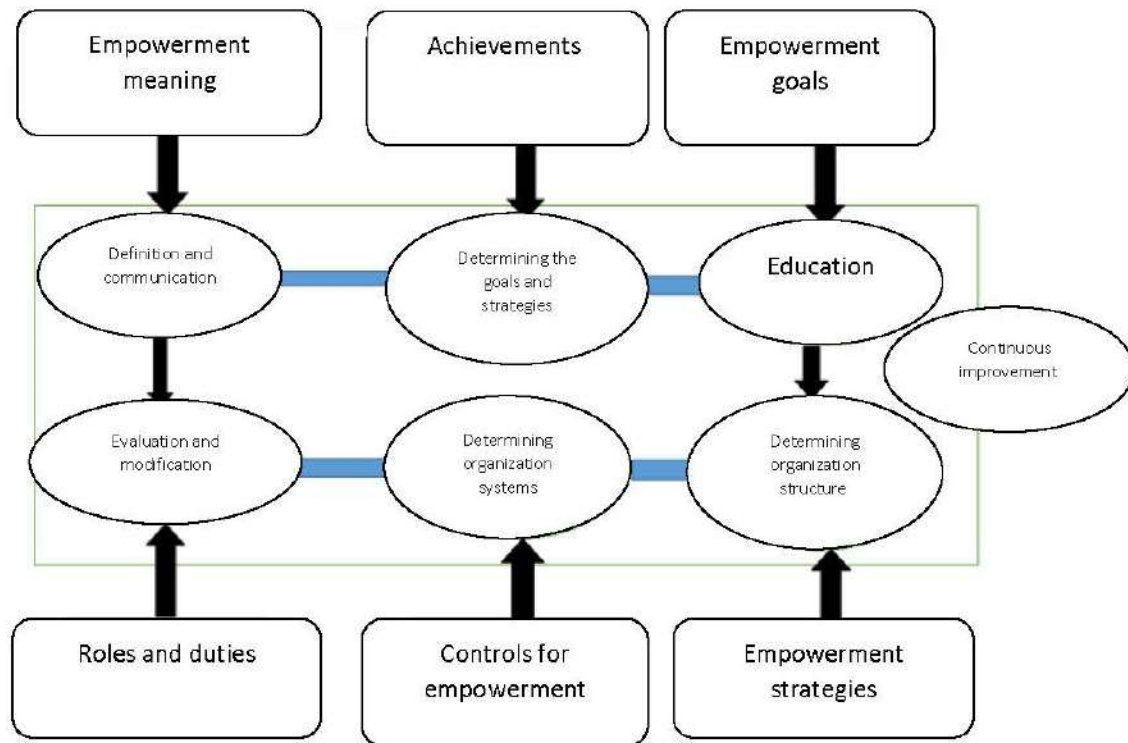 Empowerment
meaning
Achievements
Empowerment
goals
Definition and
communication
Determining the
goals and
strategies
Education
Continuous
improvement
Evaluation and
modification
Determining
organization
systems
Determining
organization
structure
Roles and duties
Controls for
empowerment
Empowerment
strategies